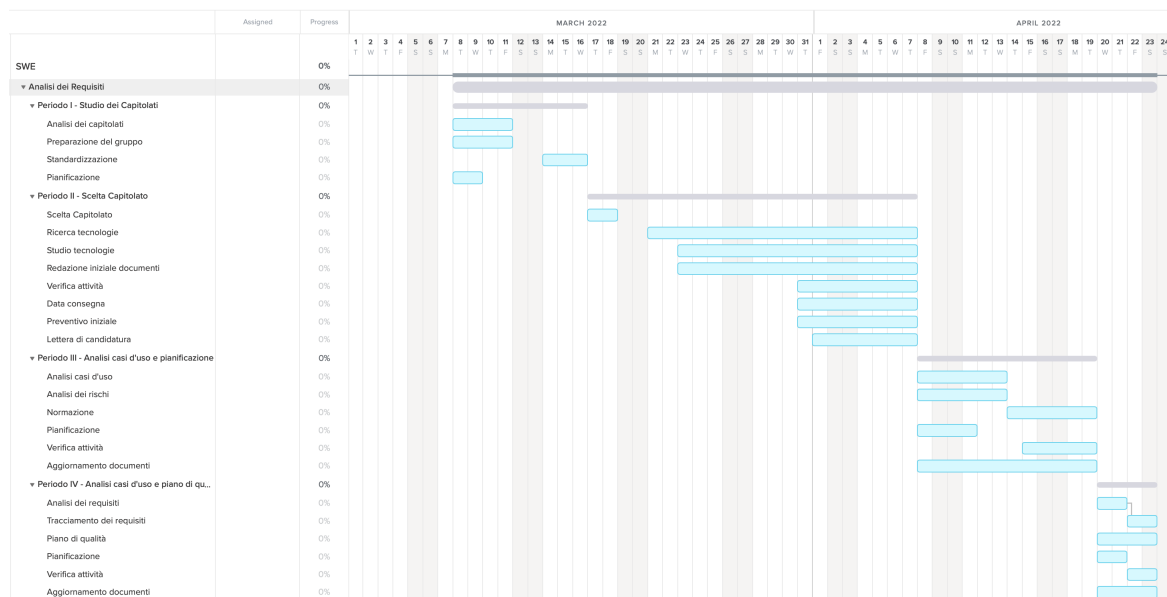 Assigned Progress MARCH 2022 APRIL 2022
1 2 3 4 5 6 7 8 9 10 11 12 13 14 15 16 17 18 19 20 21 22 23 24 25 26 27 28 29 30 31 1 2 3 4 5 6 7 8 9 10 11 12 13 14 15 16 17 18 19 20 21 22 23 24
T W T F S S M T W T F S S M T W T F S S M T W T F S S M T W T F S S M T W T F S S M T W T F S S M T W T F S S
SWE 0%
Analisi dei Requisiti 0%
Periodo I - Studio dei Capitolati 0%
Analisi dei capitolati 0%
Preparazione del gruppo 0%
Standardizzazione 0%
Pianificazione 0%
Periodo II - Scelta Capitolato 0%
Scelta Capitolato 0%
Ricerca tecnologie 0%
Studio tecnologie 0%
Redazione iniziale documenti 0%
Verifica attività 0%
Data consegna 0%
Preventivo iniziale 0%
Lettera di candidatura 0%
Periodo III - Analisi casi d'uso e pianificazione 0%
Analisi casi d'uso 0%
Analisi dei rischi 0%
Normazione 0%
Pianificazione 0%
Verifica attività 0%
Aggiornamento documenti 0%
Periodo IV - Analisi casi d'uso e piano di qu... 0%
Analisi dei requisiti 0%
Tracciamento dei requisiti 0%
Piano di qualità 0%
Pianificazione 0%
Verifica attività 0%
Aggiornamento documenti 0%